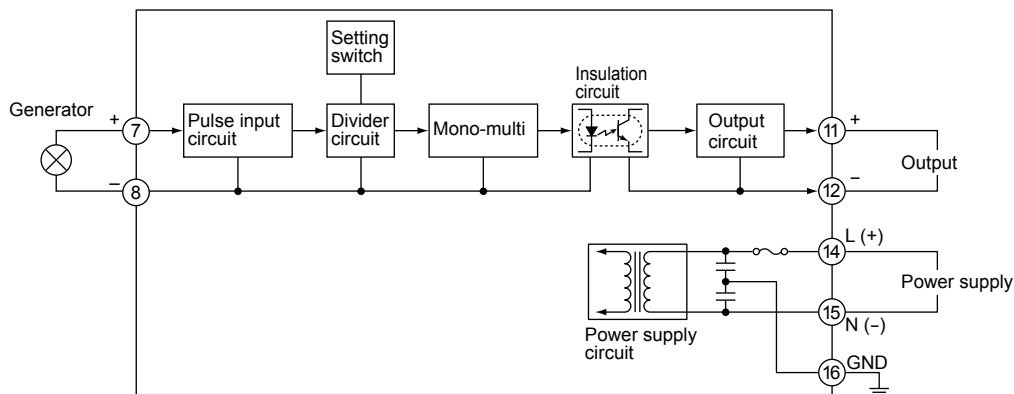 Setting
switch
Insulation
circuit
Generator
+
7
Pulse input
circuit
Divider
circuit
Mono-multi
Output
circuit
11
+
Output
−
8
12
−
14
L (+)
Power supply
15
N (−)
Power supply
circuit
16
GND